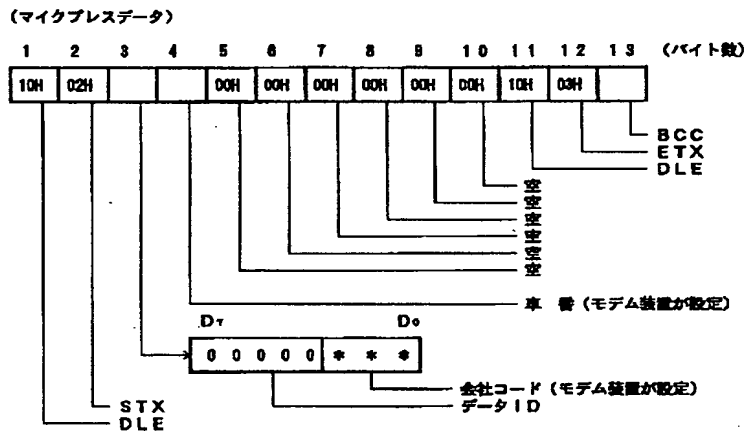 (マイクプレスデータ)
1 2 3 4 5 6 7 8 9 10 11 12 13 (バイト数)
10H 02H 00H 00H 00H 00H 00H 00H 10H 03H
BCC
ETX
DLE
空
空
空
空
空
空
車 番 (モデム装置が設定)
D7 D0
0 0 0 0 0 * * *
会社コード (モデム装置が設定)
データID
STX
DLE